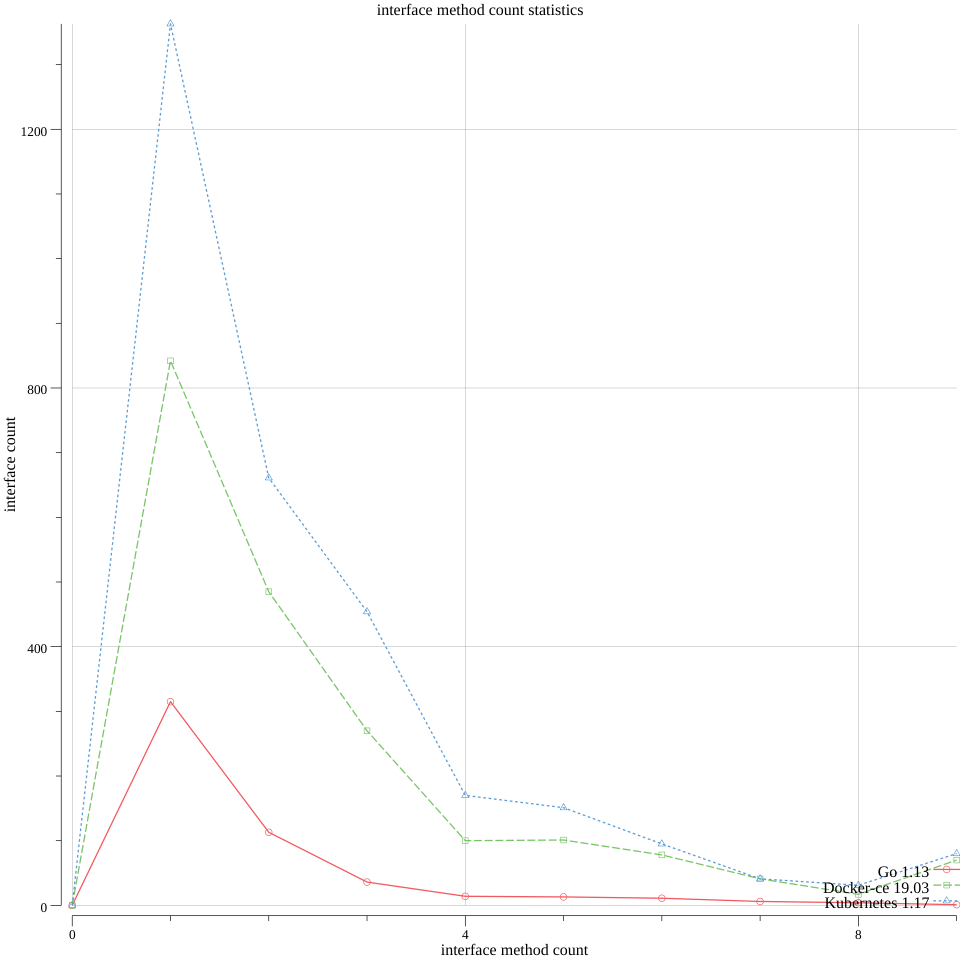 interface method count statistics
1200
800
400
0
interface count
Go 1.13
Docker-ce 19.03
Kubernetes 1.17
0 4 8
interface method count